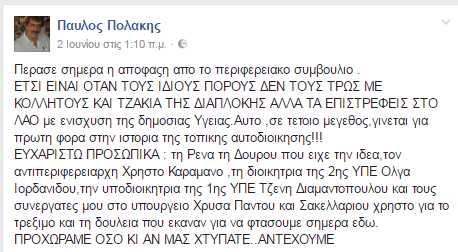 Παυλος Πολακης
2 Ιουνίου στις 1:10 π.μ. ·
Περασε σημερα η αποφαςη απο το περιφερειακο συμβουλιο .
ΕΤΣΙ ΕΙΝΑΙ ΟΤΑΝ ΤΟΥΣ ΙΔΙΟΥΣ ΠΟΡΟΥΣ ΔΕΝ ΤΟΥΣ ΤΡΩΣ ΜΕ
ΚΟΛΛΗΤΟΥΣ ΚΑΙ ΤΖΑΚΙΑ ΤΗΣ ΔΙΑΠΛΟΚΗΣ ΑΛΛΑ ΤΑ ΕΠΙΣΤΡΕΦΕΙΣ ΣΤΟ
ΛΑΟ με ενισχυση της δημοσιας Υγειας.Αυτο ,σε τετοιο μεγεθος,γινεται για
πρωτη φορα στην ιστορια της τοπικης αυτοδιοικησης!!!
ΕΥΧΑΡΙΣΤΩ ΠΡΟΣΩΠΙΚΑ : τη Ρενα τη Δουρου που ειχε την ιδεα,τον
αντιπεριφερειαρχη Χρηστο Καραμανο ,τη διοικητρια της 2ης ΥΠΕ Ολγα
Ιορδανιδου,την υποδιοικητρια της 1ης ΥΠΕ Τζενη Διαμαντοπουλου και τους
συνεργατες μου στο υπουργειο Χρυσα Παντου και Σακελλαριου χρηστο για το
τρεξιμο και τη δουλεια που εκαναν για να φτασουμε σημερα εδω.
ΠΡΟΧΩΡΑΜΕ ΟΣΟ ΚΙ ΑΝ ΜΑΣ ΧΤΥΠΑΤΕ..ΑΝΤΕΧΟΥΜΕ